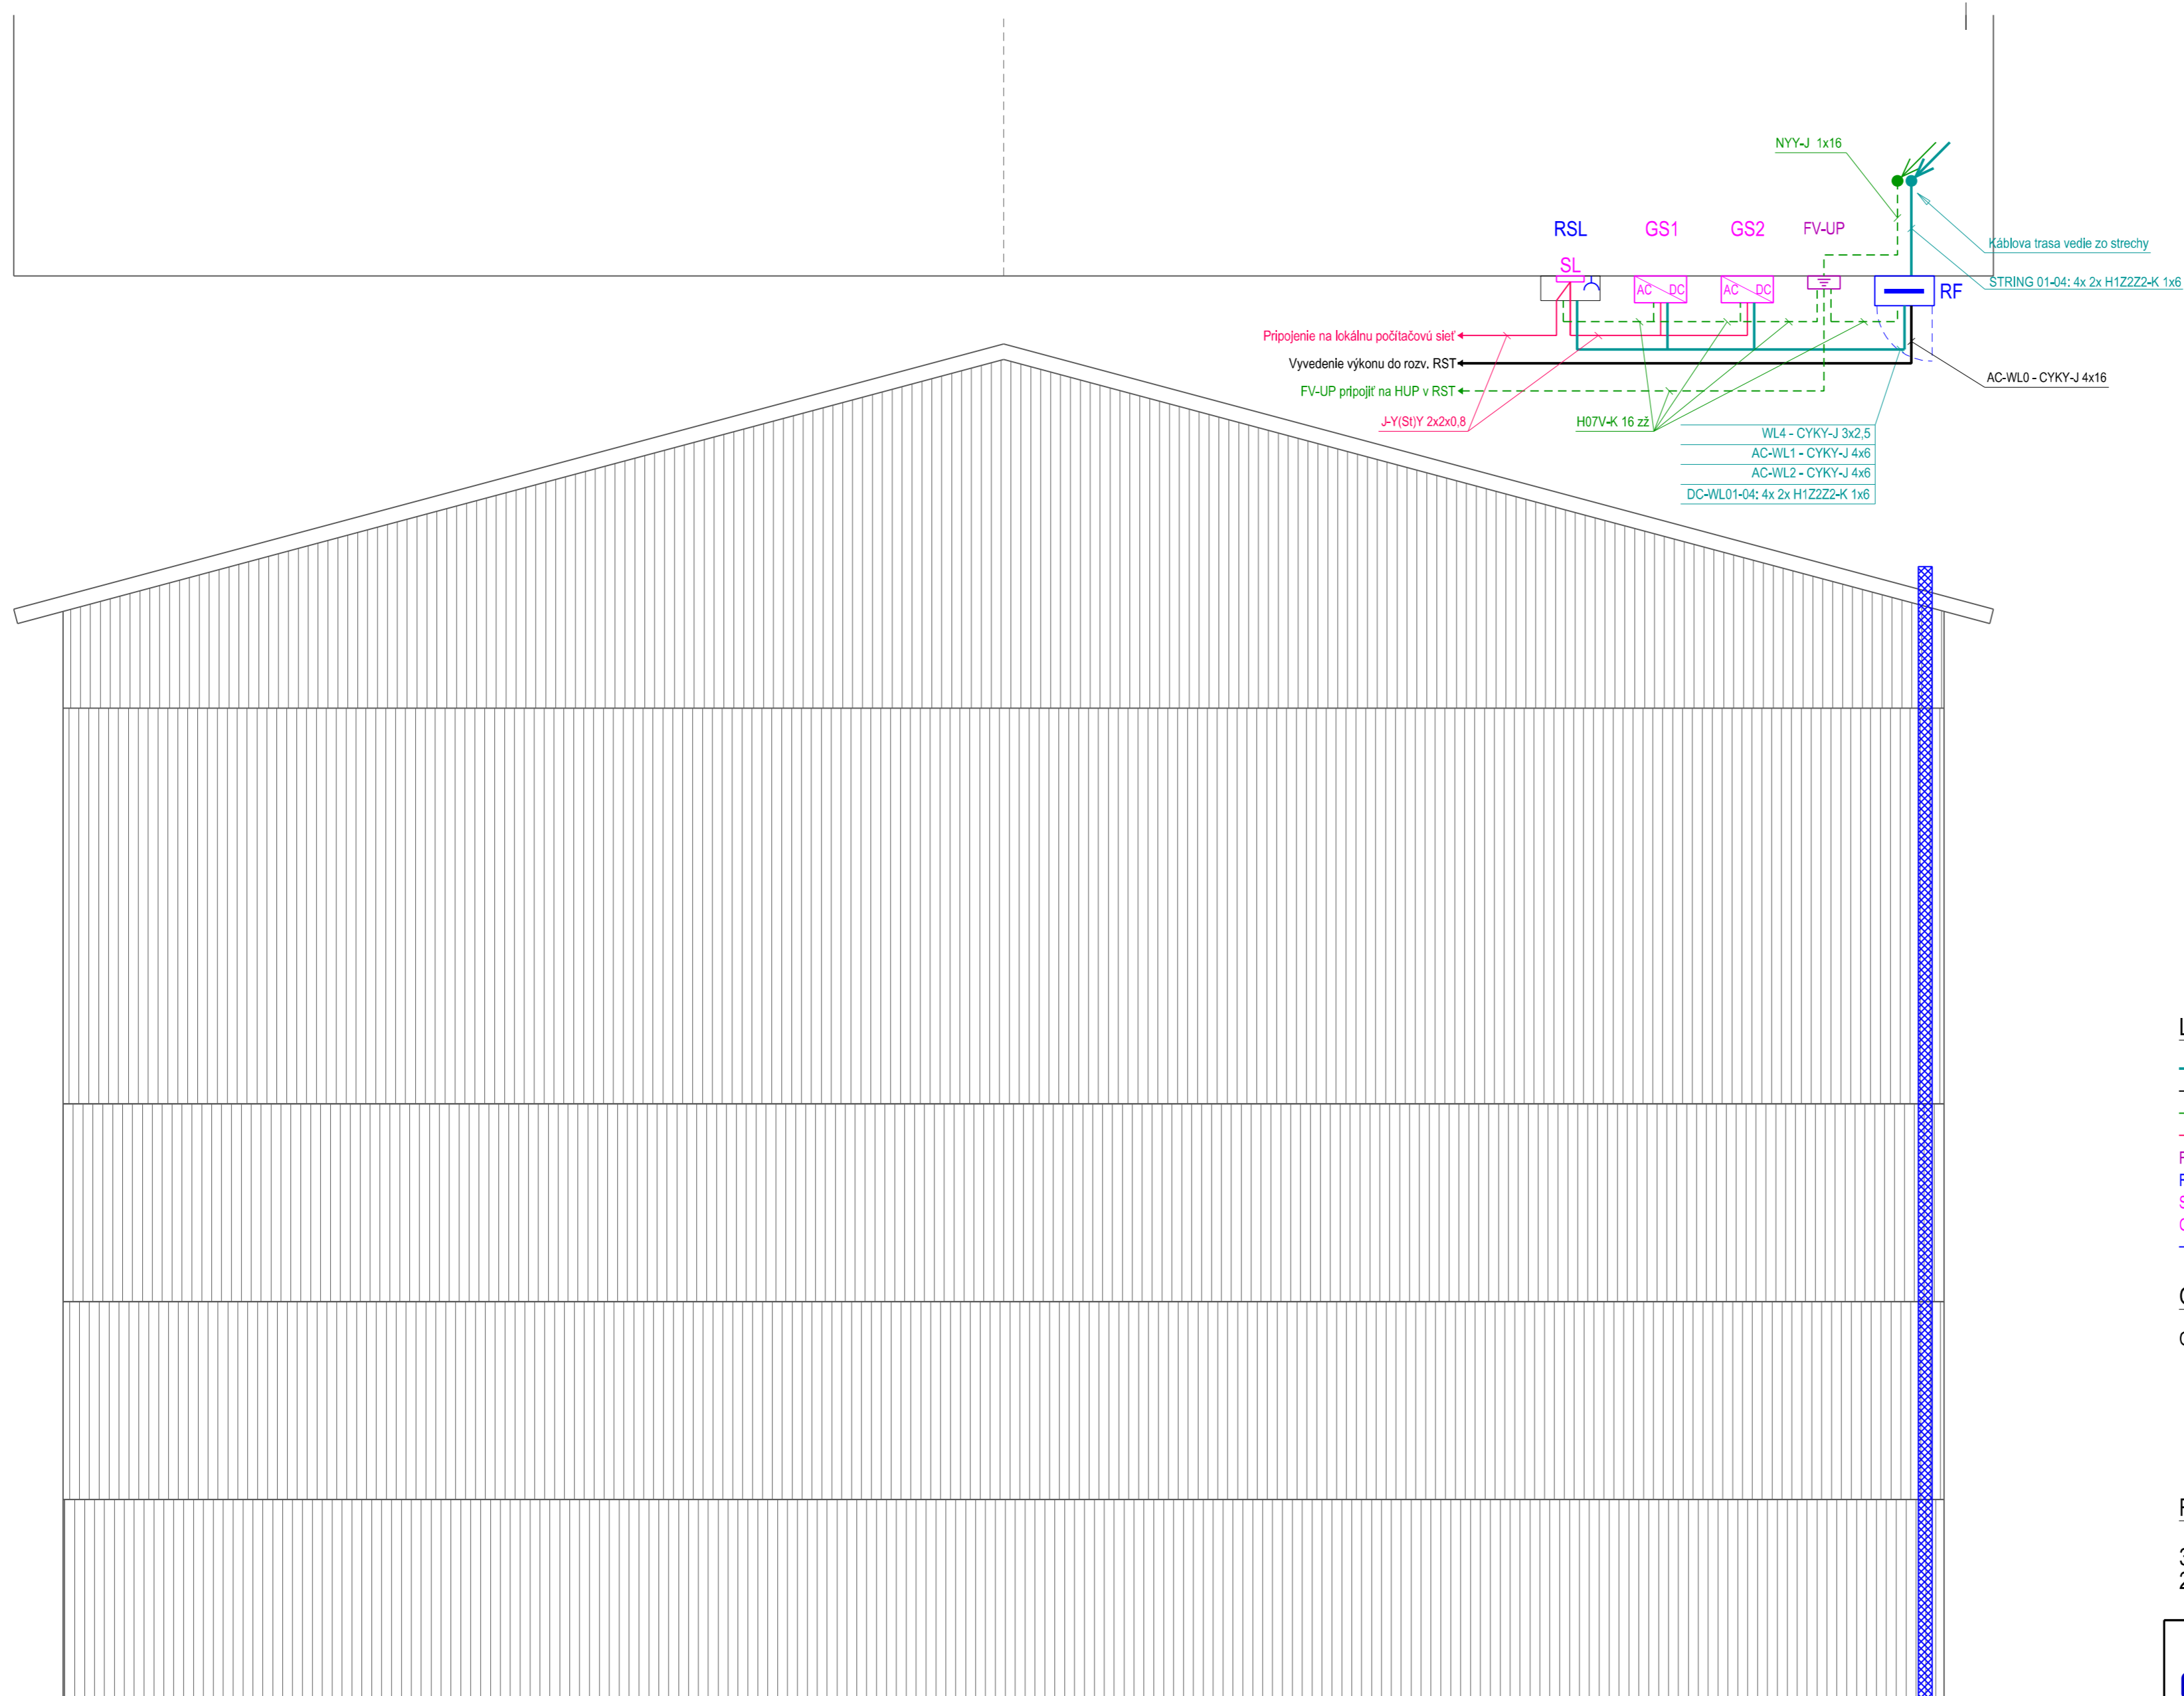 NYY-J 1x16
RSL
GS1
GS2
FV-UP
Káblova trasa vedie zo strechy
SL
STRING 01-04: 4x 2x H1Z2Z2-K 1x6
AC DC
AC DC
RF
Pripojenie na lokálnu počítačovú sieť
Vyvedenie výkonu do rozv. RST
AC-WL0 - CYKY-J 4x16
FV-UP pripojiť na HUP v RST
J-Y(St)Y 2x2x0,8
H07V-K 16 zž
WL4 - CYKY-J 3x2,5
AC-WL1 - CYKY-J 4x6
AC-WL2 - CYKY-J 4x6
DC-WL01-04: 4x 2x H1Z2Z2-K 1x6